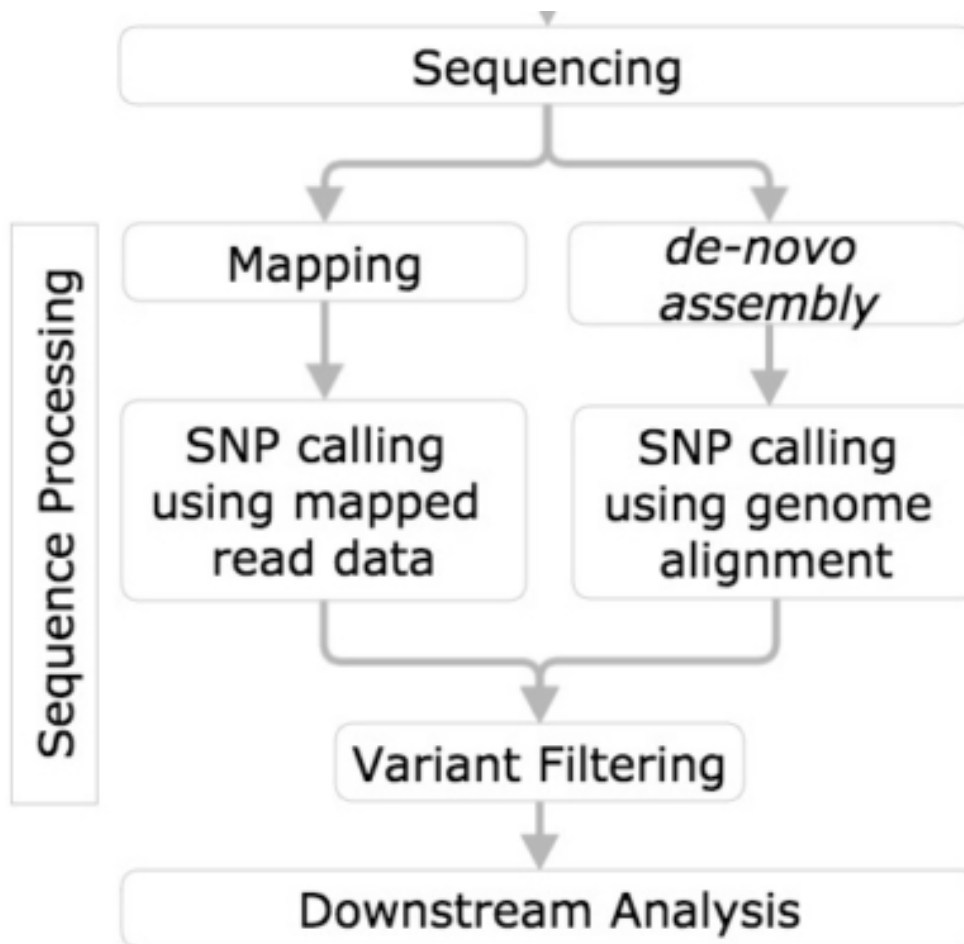 Sequencing
Sequence Processing
Mapping
de-novo
assembly
SNP calling
using mapped
read data
SNP calling
using genome
alignment
Variant Filtering
Downstream Analysis